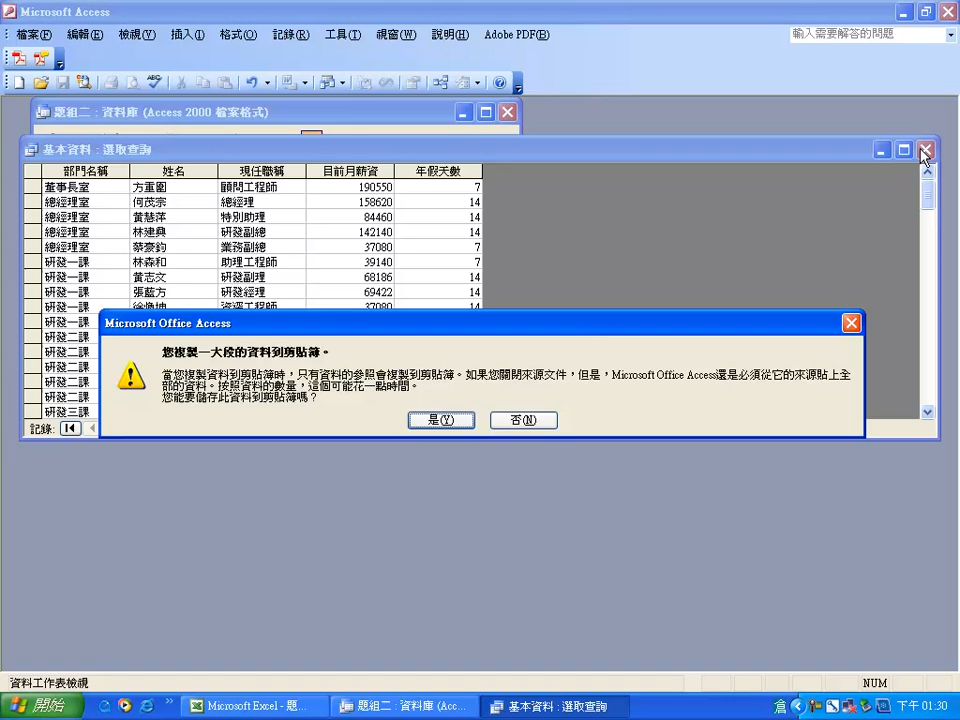 Microsoft Access
檔案(F) 編輯(E) 檢視(V) 插入(I) 格式(O) 記錄(R) 工具(T) 視窗(W) 說明(H) Adobe PDF(B) 輸入需要解答的問題
題組二 : 資料庫 (Access 2000 檔案格式)
基本資料 : 選取查詢
部門名稱 姓名 現任職稱 目前月薪資 年假天數
董事長室 方重圍 顧問工程師 190550 7
總經理室 何茂宗 總經理 158620 14
總經理室 黃慧萍 特別助理 84460 14
總經理室 林建興 研發副總 142140 14
總經理室 蔡豪鈞 業務副總 37080 7
研發一課 林森和 助理工程師 39140 7
研發一課 黃志文 研發副理 68186 14
研發一課 張藍方 研發經理 69422 14
研發一課 資深工程師 37080 14
研發一課
研發二課
研發二課
研發二課
研發二課
研發二課
研發三課
記錄:
Microsoft Office Access
您複製一大段的資料到剪貼簿。
當您複製資料到剪貼簿時，只有資料的參照會複製到剪貼簿。如果您關閉來源文件，但是，Microsoft Office Access還是必須從它的來源貼上全
部的資料。按照資料的數量，這個可能花一點時間。
您能要儲存此資料到剪貼簿嗎？
是(Y) 否(N)
資料工作表檢視 NUM
開始 Microsoft Excel - 題... 題組二 : 資料庫 (Acc... 基本資料 : 選取查詢 下午 01:30